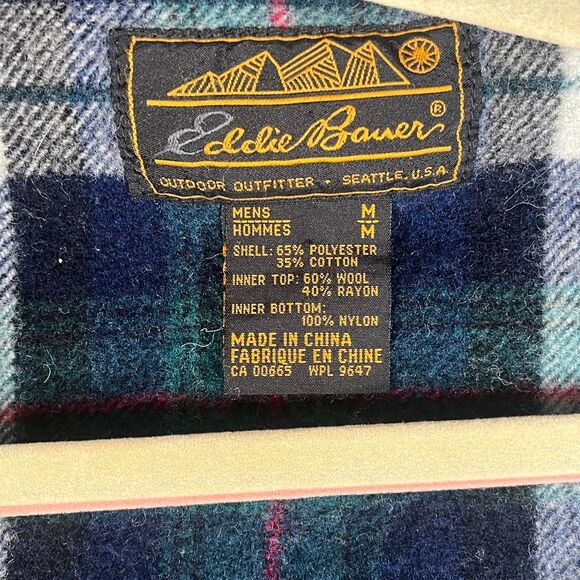 Eddie Bauer®
OUTDOOR OUTFITTER • SEATTLE, U.S.A.
MENS M
HOMMES M
SHELL: 65% POLYESTER
35% COTTON
INNER TOP: 60% WOOL
40% RAYON
INNER BOTTOM:
100% NYLON
MADE IN CHINA
FABRIQUE EN CHINE
CA 00665 WPL 9647